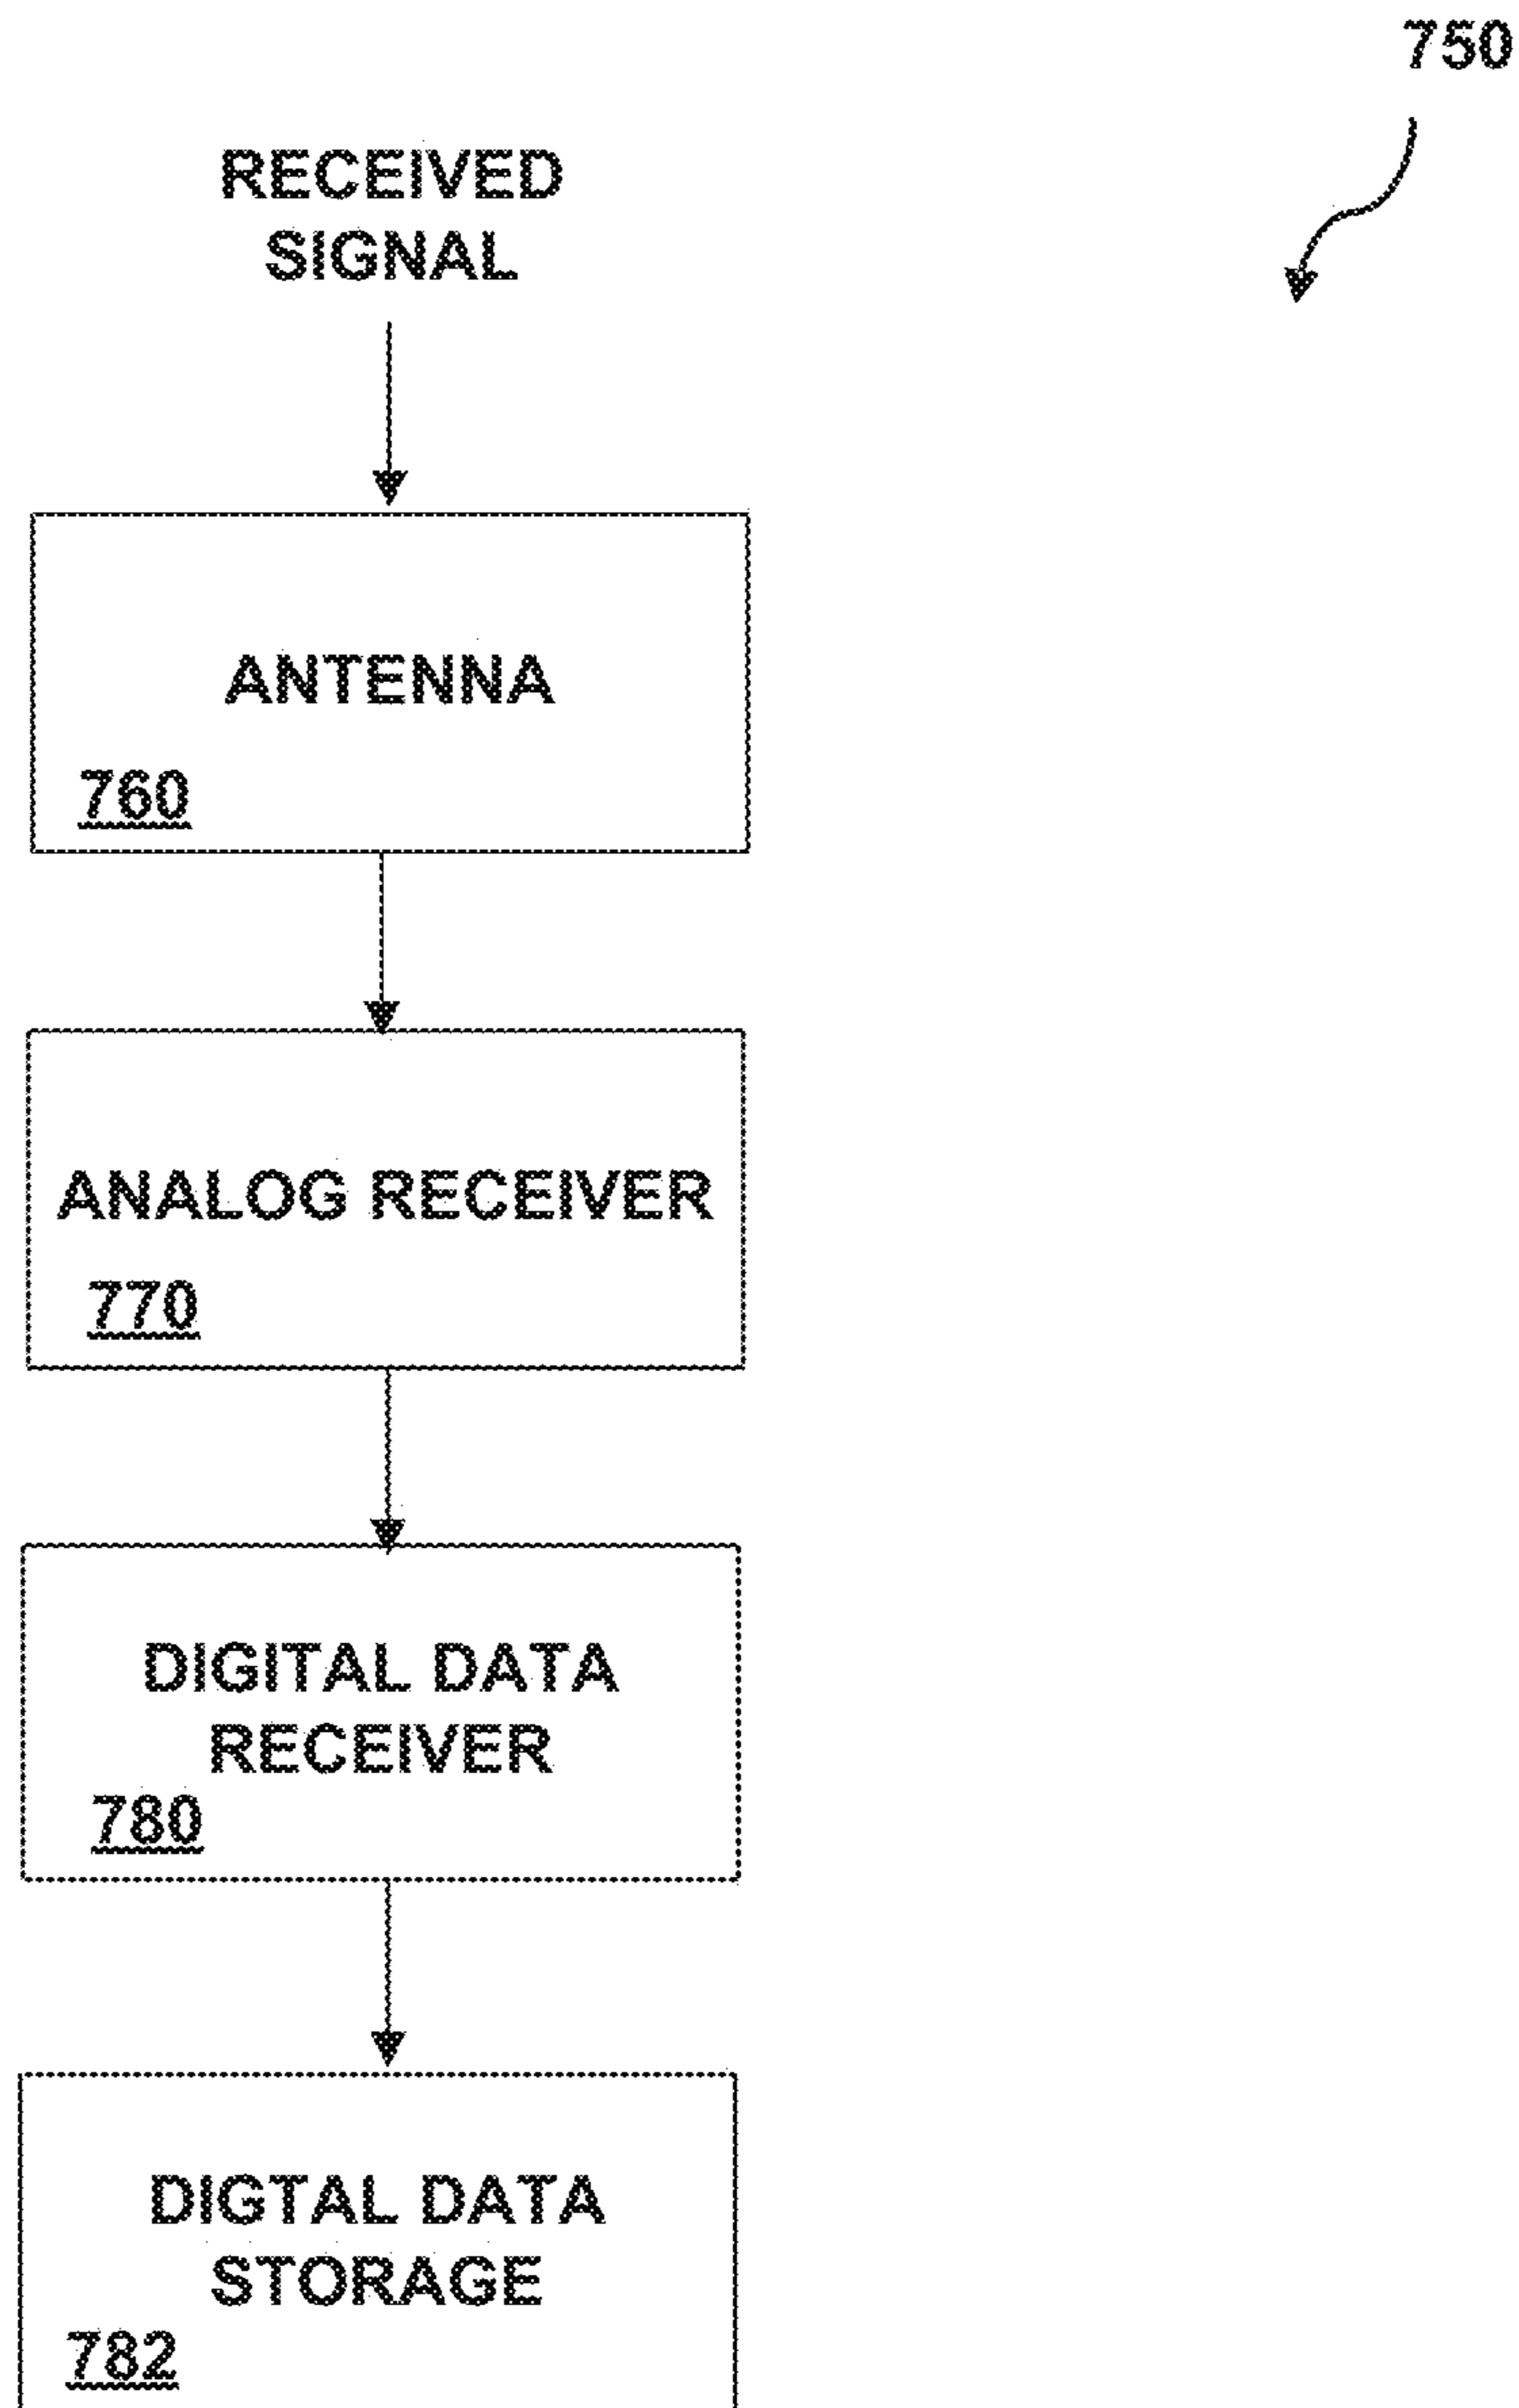 750
RECEIVED
SIGNAL
ANTENNA
760
ANALOG RECEIVER
770
DIGITAL DATA
RECEIVER
780
DIGTAL DATA
STORAGE
782